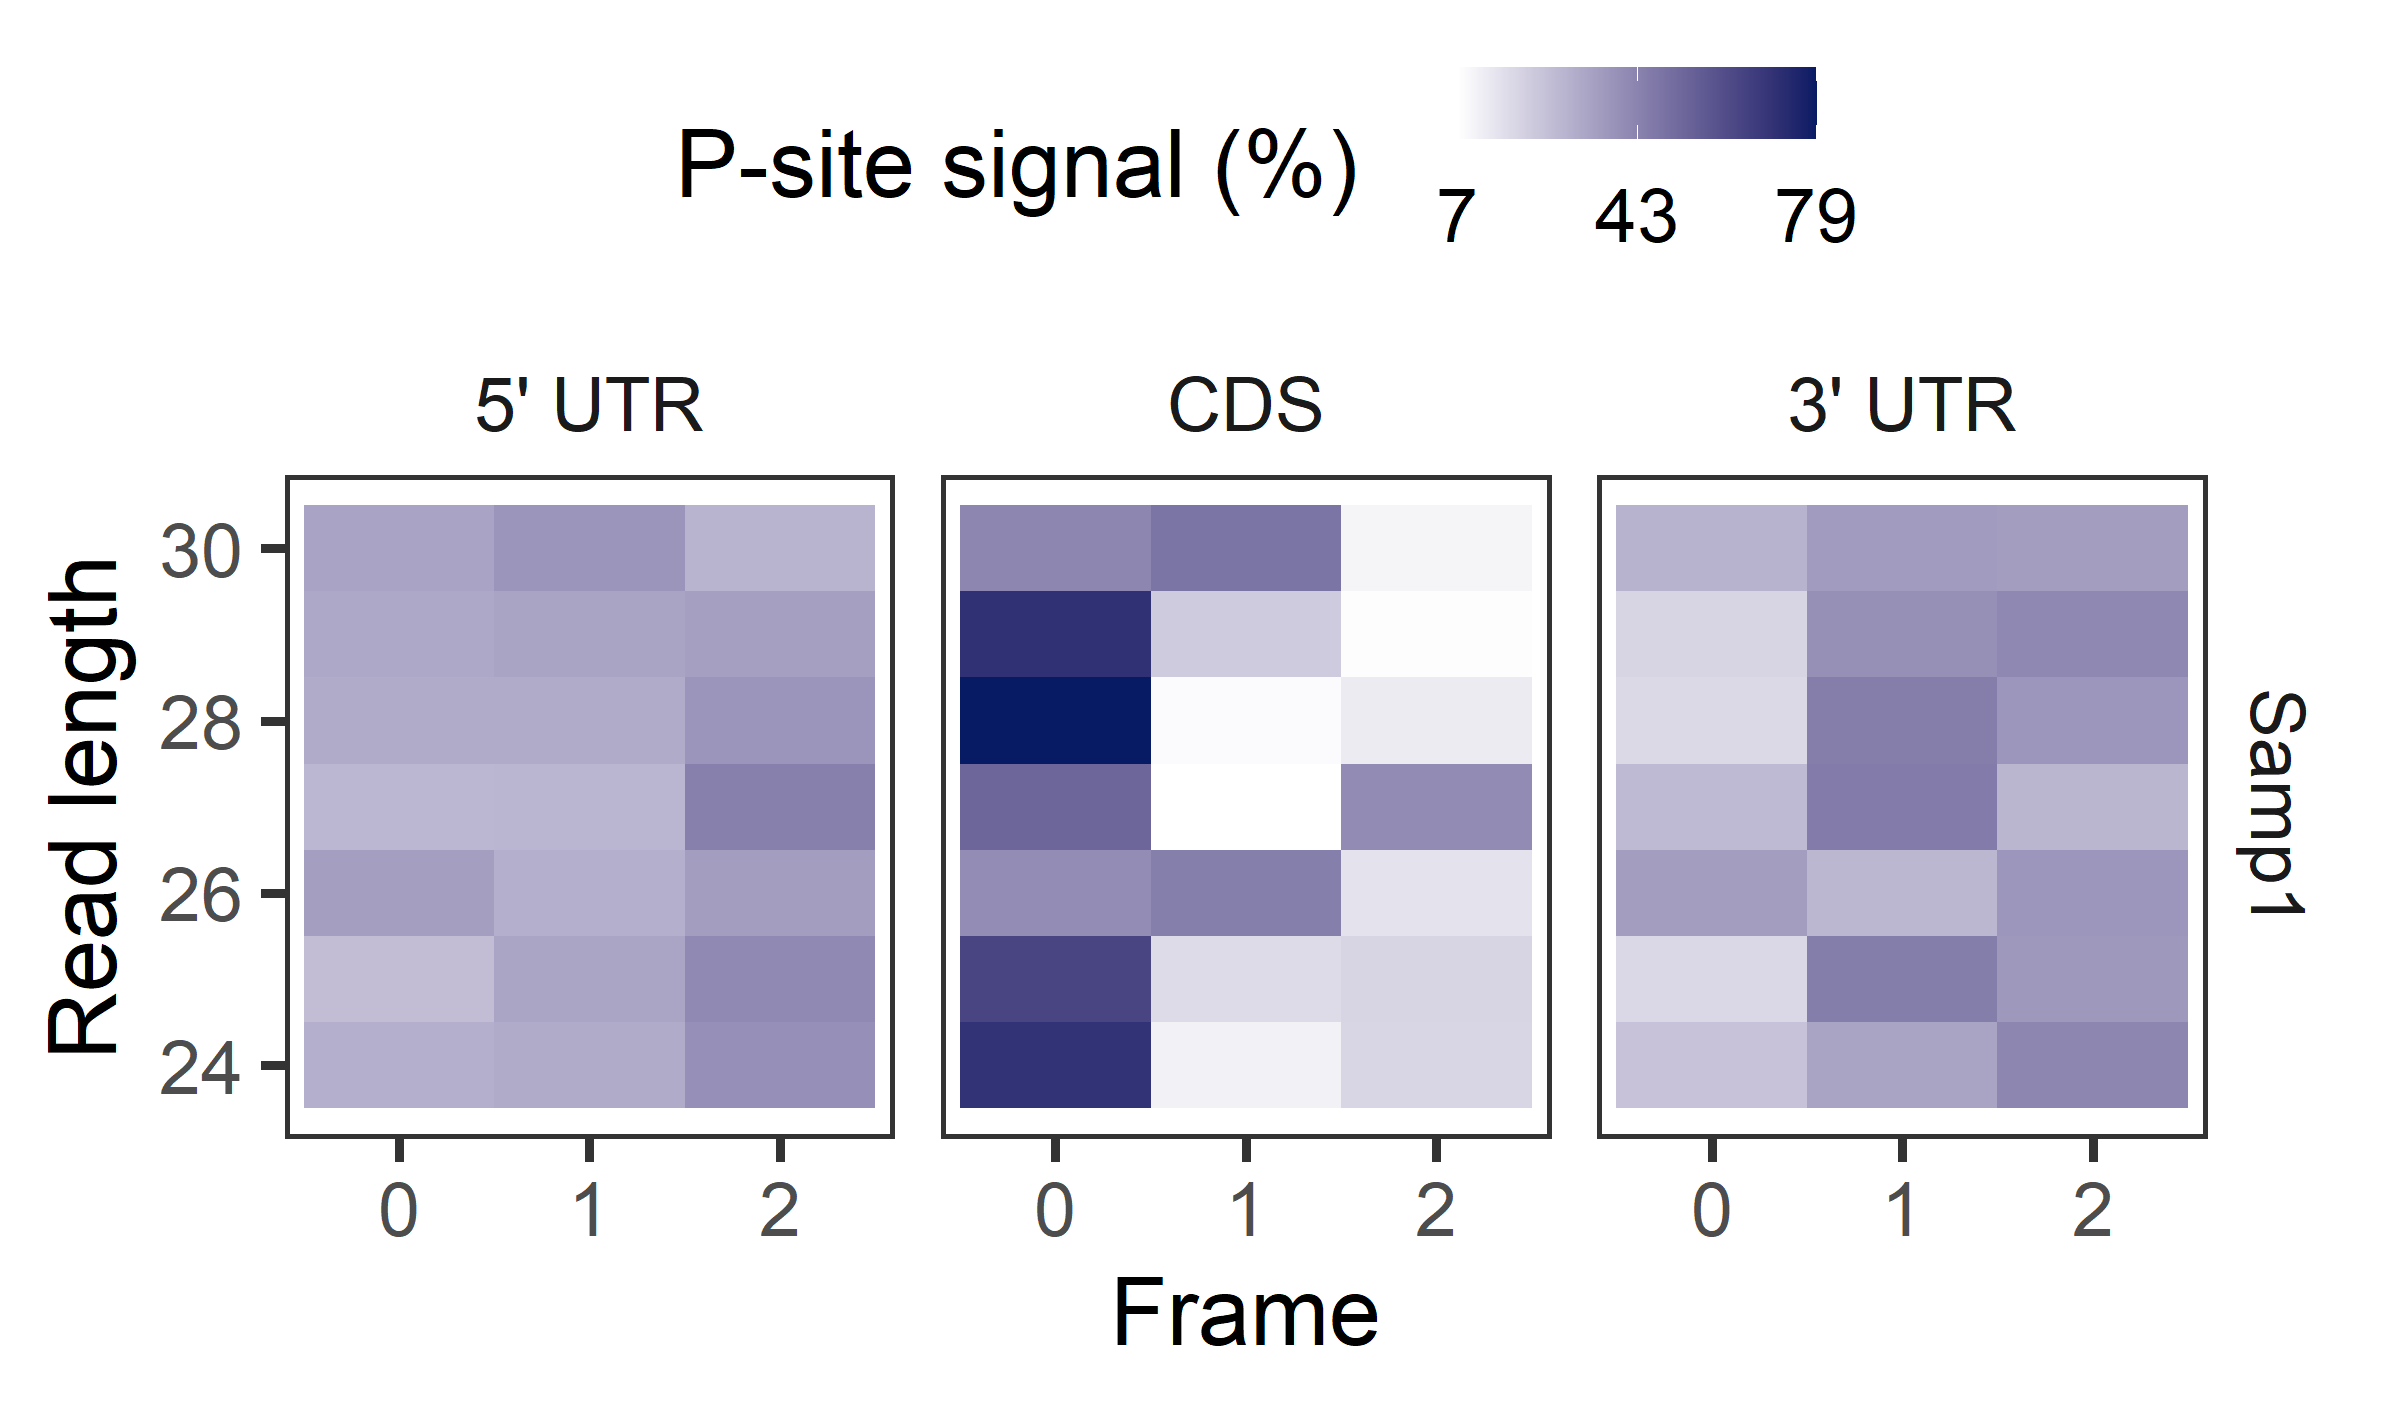 P-site signal (%)
7 43 79
5' UTR CDS 3' UTR
Read length
30
28
26
24
Samp1
0 1 2 0 1 2 0 1 2
Frame